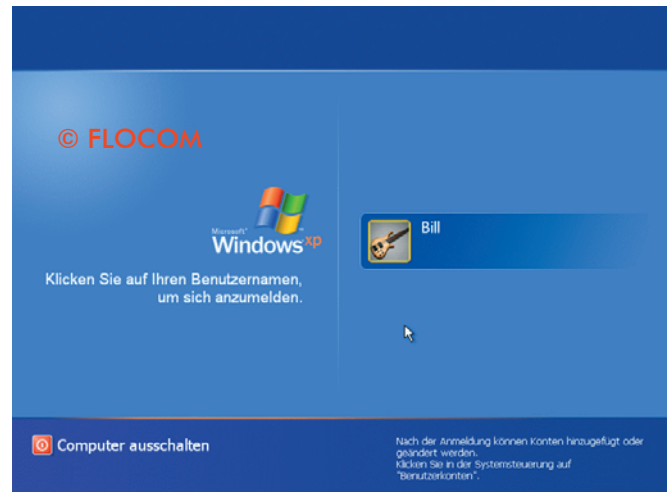 © FLOCOM
Microsoft®
Windows xp
Klicken Sie auf Ihren Benutzernamen,
um sich anzumelden.
Bill
Computer ausschalten
Nach der Anmeldung können Konten hinzugefügt oder
geändert werden.
Klicken Sie in der Systemsteuerung auf
"Benutzerkonten".